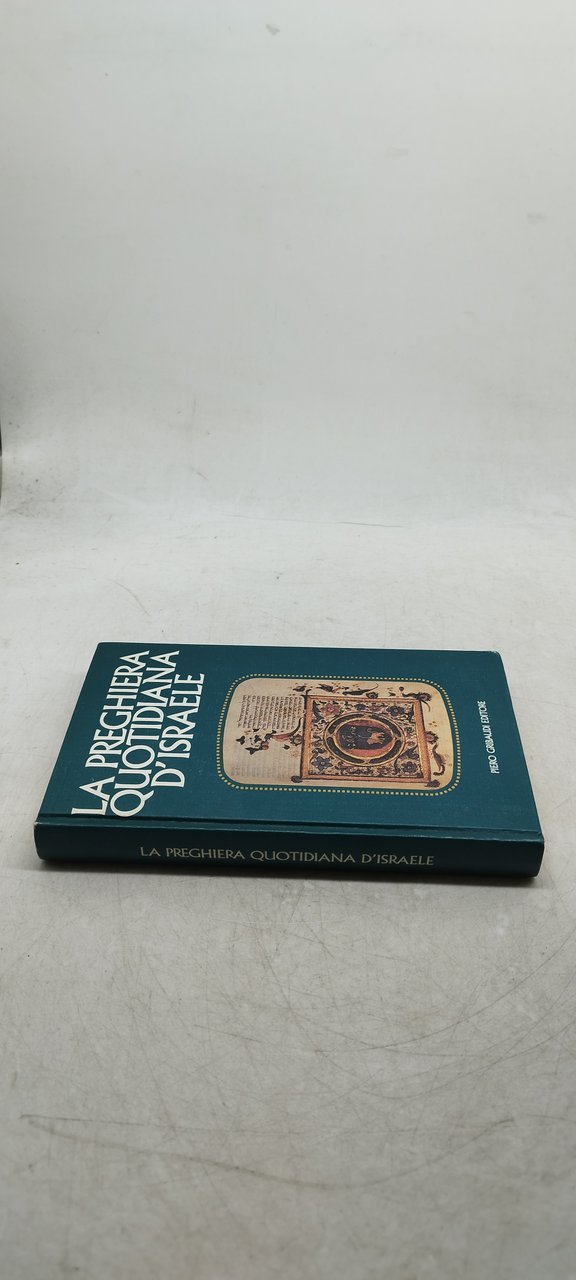 LA PREGHIERA
QUOTIDIANA
D'ISRAELE
PIERO GRIBAUDI EDITORE
LA PREGHIERA QUOTIDIANA D'ISRAELE